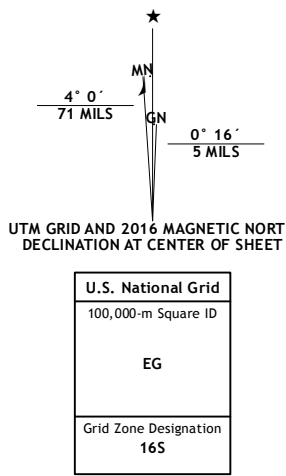 MN
GN
4° 0´
71 MILS
0° 16´
5 MILS
UTM GRID AND 2016 MAGNETIC NORT
DECLINATION AT CENTER OF SHEET
U.S. National Grid
100,000-m Square ID
EG
Grid Zone Designation
16S